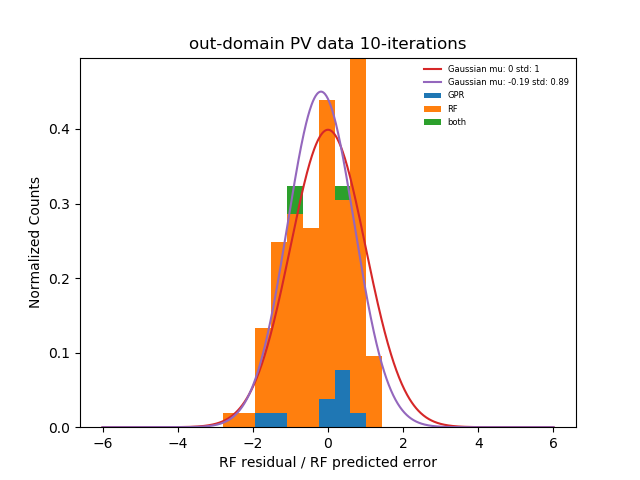 out-domain PV data 10-iterations
Gaussian mu: 0 std: 1
Gaussian mu: -0.19 std: 0.89
GPR
RF
both
Normalized Counts
0.4
0.3
0.2
0.1
0.0
−6 −4 −2 0 2 4 6
RF residual / RF predicted error